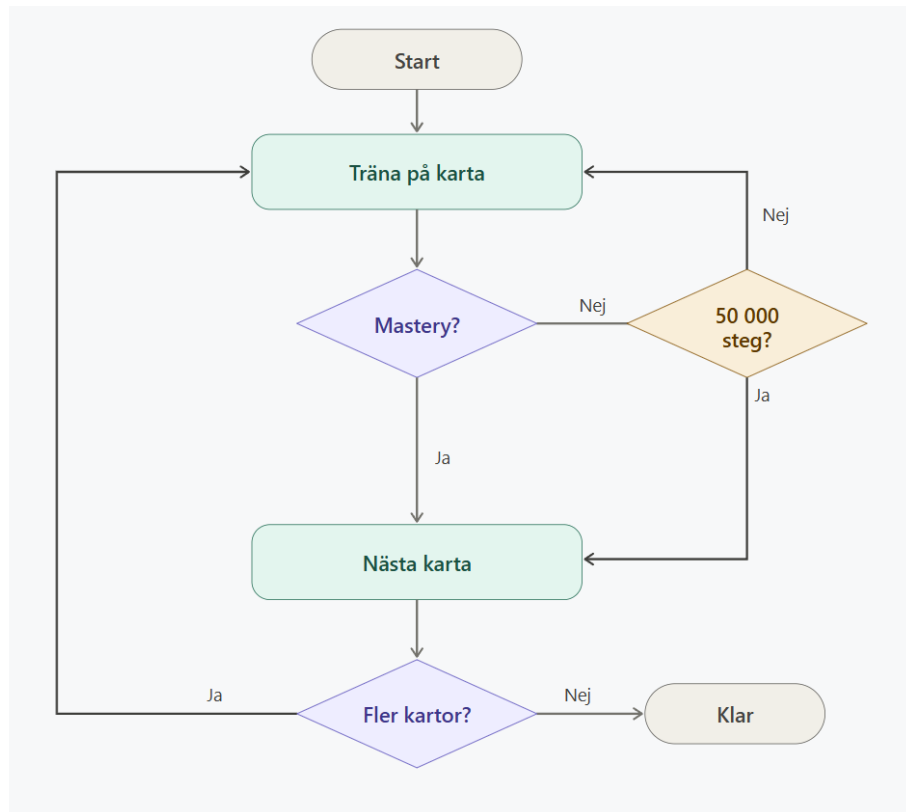 Start
Träna på karta
Nej
Mastery?
Nej
50 000
steg?
Ja
Ja
Nästa karta
Ja
Fler kartor?
Nej
Klar